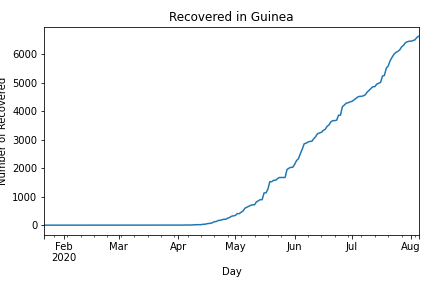 Recovered in Guinea
Number of Recovered
6000
5000
4000
3000
2000
1000
0
Feb
2020
Mar
Apr
May
Jun
Jul
Aug
Day